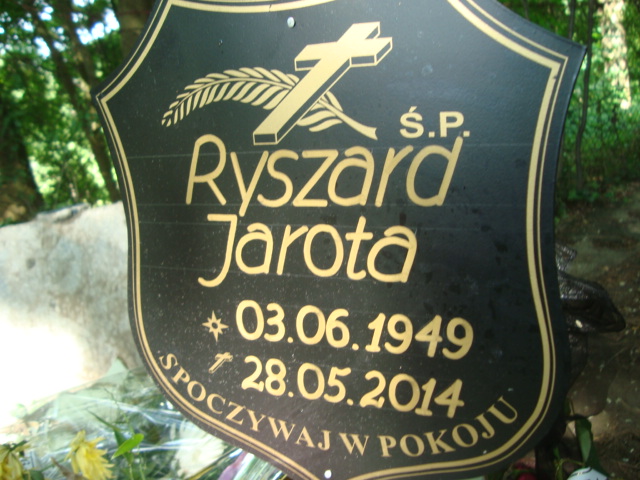 Ś.P.
Ryszard
Jarota
03.06.1949
28.05.2014
SPOCZYWAJ W POKOJU